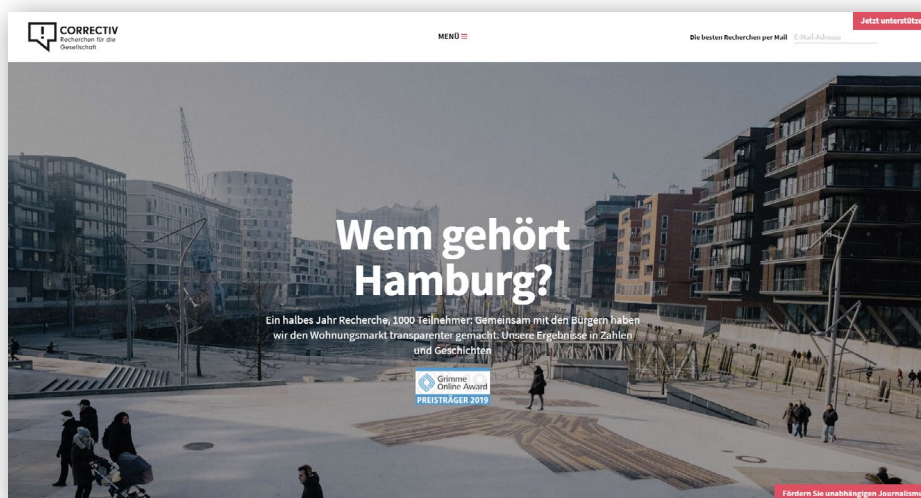 CORRECTIV
Recherchen für die
Gesellschaft
MENÜ
Die besten Recherchen per Mail
E-Mail-Adresse
Jetzt unterstütze
Wem gehört
Hamburg?
Ein halbes Jahr Recherche, 1000 Teilnehmer: Gemeinsam mit den Bürgern haben
wir den Wohnungsmarkt transparenter gemacht. Unsere Ergebnisse in Zahlen
und Geschichten
Grimme
Online Award
PREISTRÄGER 2019
Fördern Sie unabhängigen Journalism